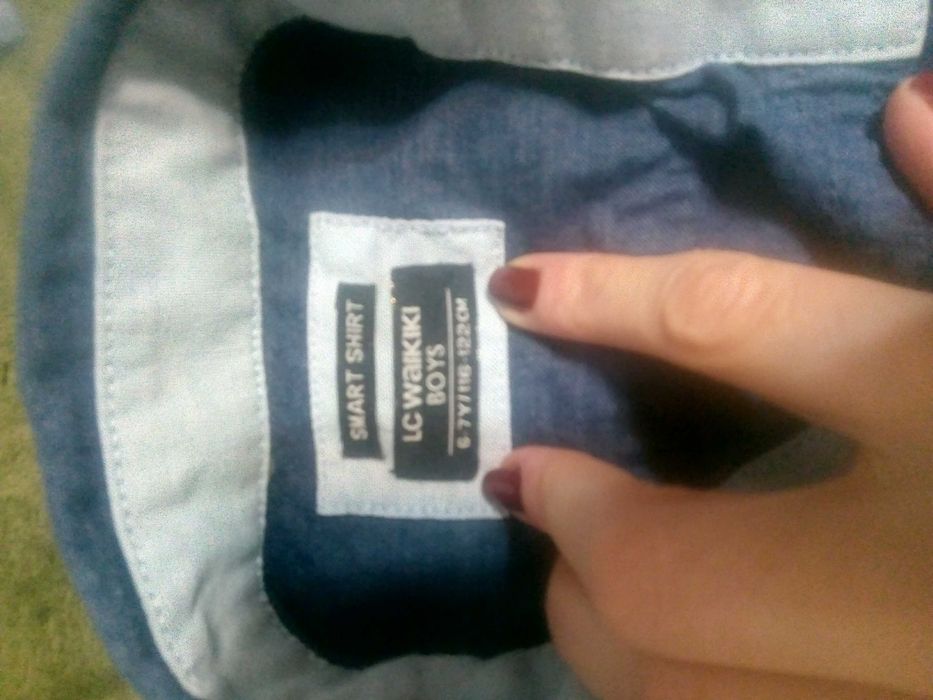 SMART SHIRT
LC WAIKIKI
BOYS
6-7Y/116-122CM